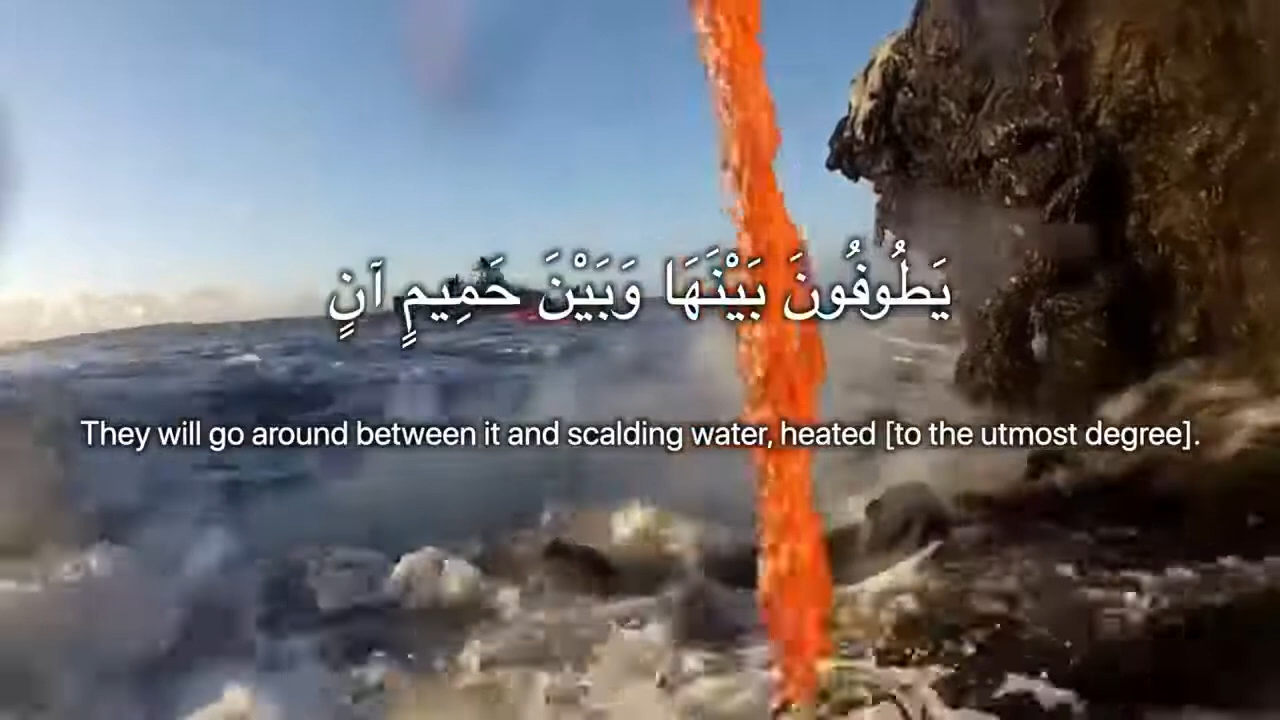 يَطُوفُونَ بَيْنَهَا وَبَيْنَ حَمِيمٍ آنٍ
They will go around between it and scalding water, heated [to the utmost degree].